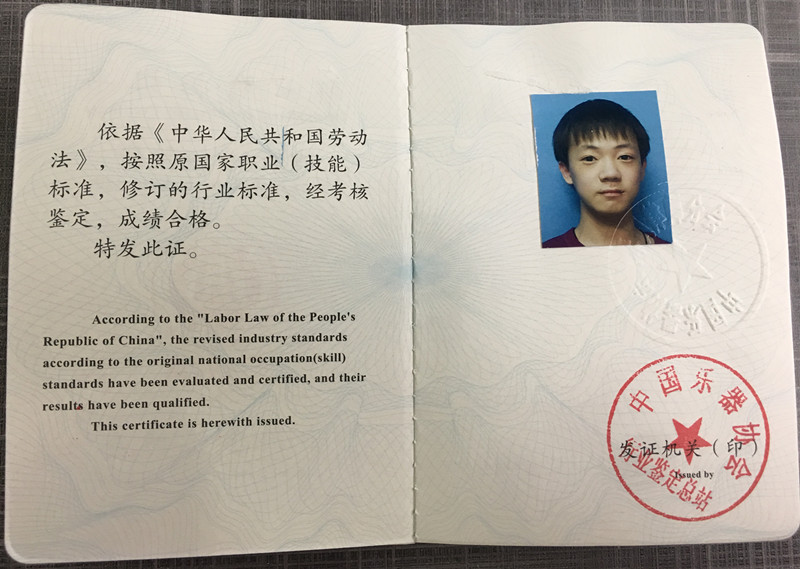 依据《中华人民共和国劳动
法》，按照原国家职业（技能）
标准，修订的行业标准，经考核
鉴定，成绩合格。
特发此证。
According to the "Labor Law of the People's
Republic of China", the revised industry standards
according to the original national occupation(skill)
standards have been evaluated and certified, and their
results have been qualified.
This certificate is herewith issued.
中国乐器协会
发证机关（印）
Issued by
行业鉴定总站